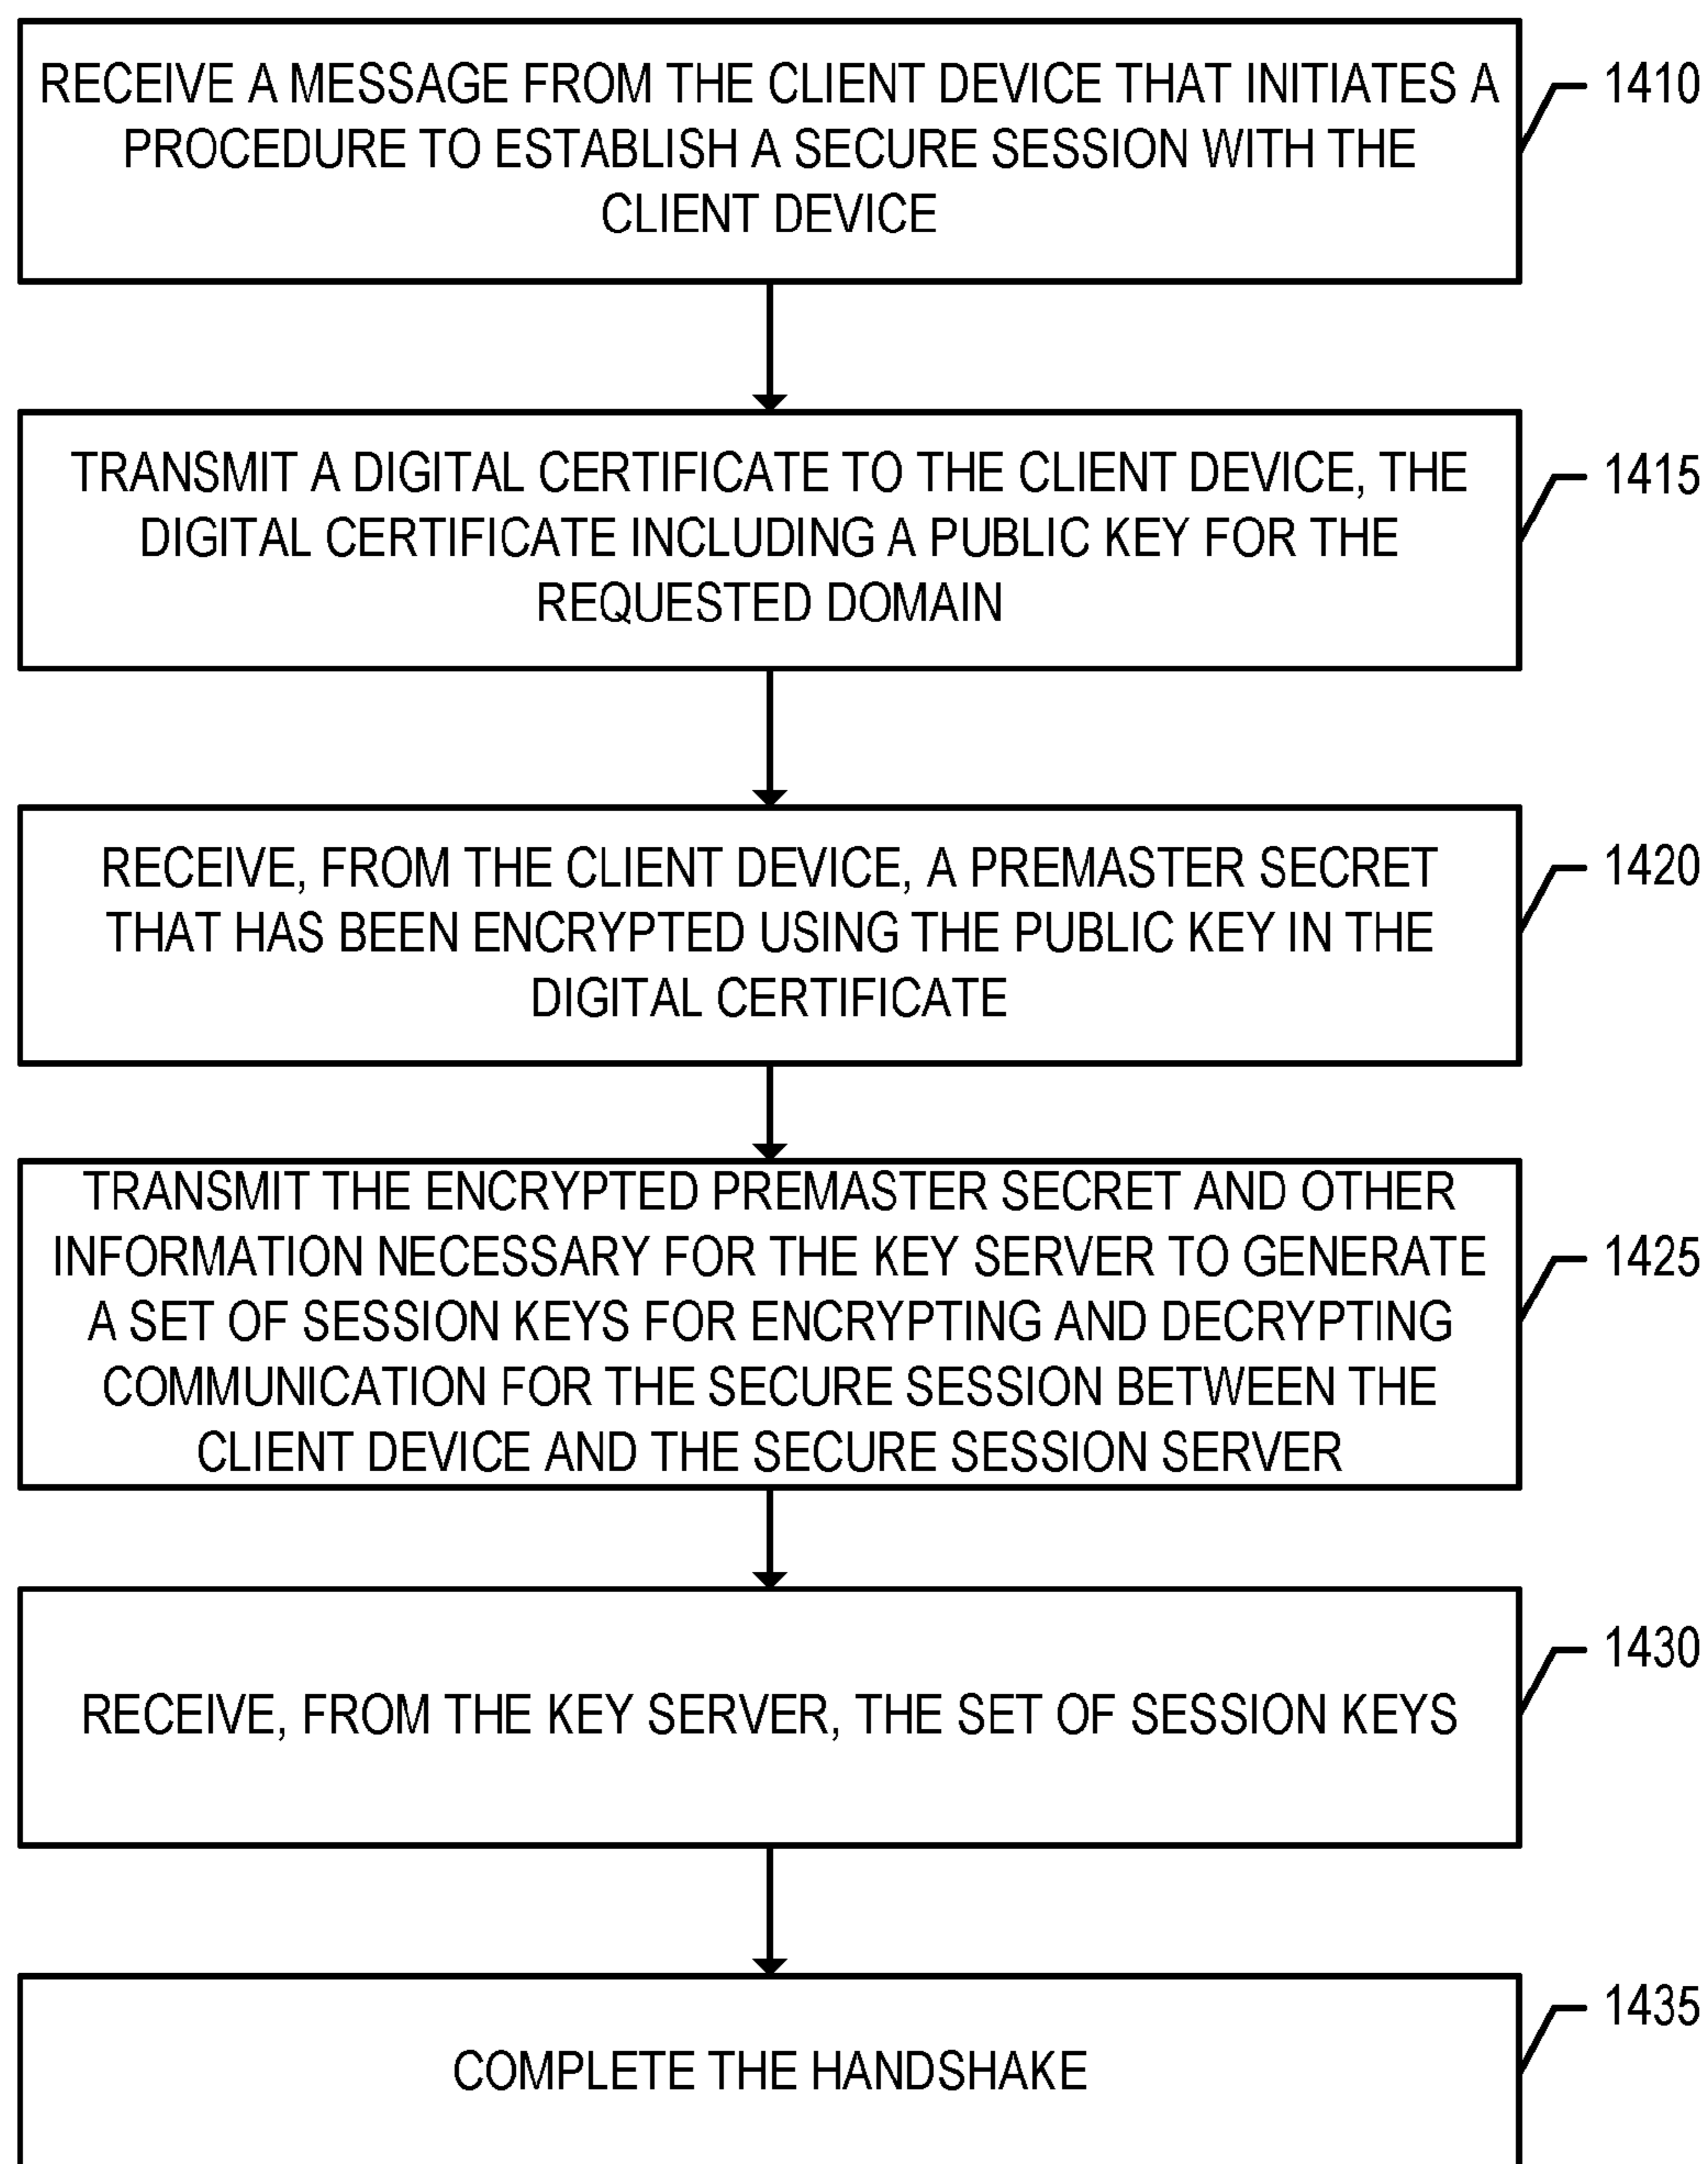 RECEIVE A MESSAGE FROM THE CLIENT DEVICE THAT INITIATES A
PROCEDURE TO ESTABLISH A SECURE SESSION WITH THE
CLIENT DEVICE
1410
TRANSMIT A DIGITAL CERTIFICATE TO THE CLIENT DEVICE, THE
DIGITAL CERTIFICATE INCLUDING A PUBLIC KEY FOR THE
REQUESTED DOMAIN
1415
RECEIVE, FROM THE CLIENT DEVICE, A PREMASTER SECRET
THAT HAS BEEN ENCRYPTED USING THE PUBLIC KEY IN THE
DIGITAL CERTIFICATE
1420
TRANSMIT THE ENCRYPTED PREMASTER SECRET AND OTHER
INFORMATION NECESSARY FOR THE KEY SERVER TO GENERATE
A SET OF SESSION KEYS FOR ENCRYPTING AND DECRYPTING
COMMUNICATION FOR THE SECURE SESSION BETWEEN THE
CLIENT DEVICE AND THE SECURE SESSION SERVER
1425
RECEIVE, FROM THE KEY SERVER, THE SET OF SESSION KEYS
1430
COMPLETE THE HANDSHAKE
1435